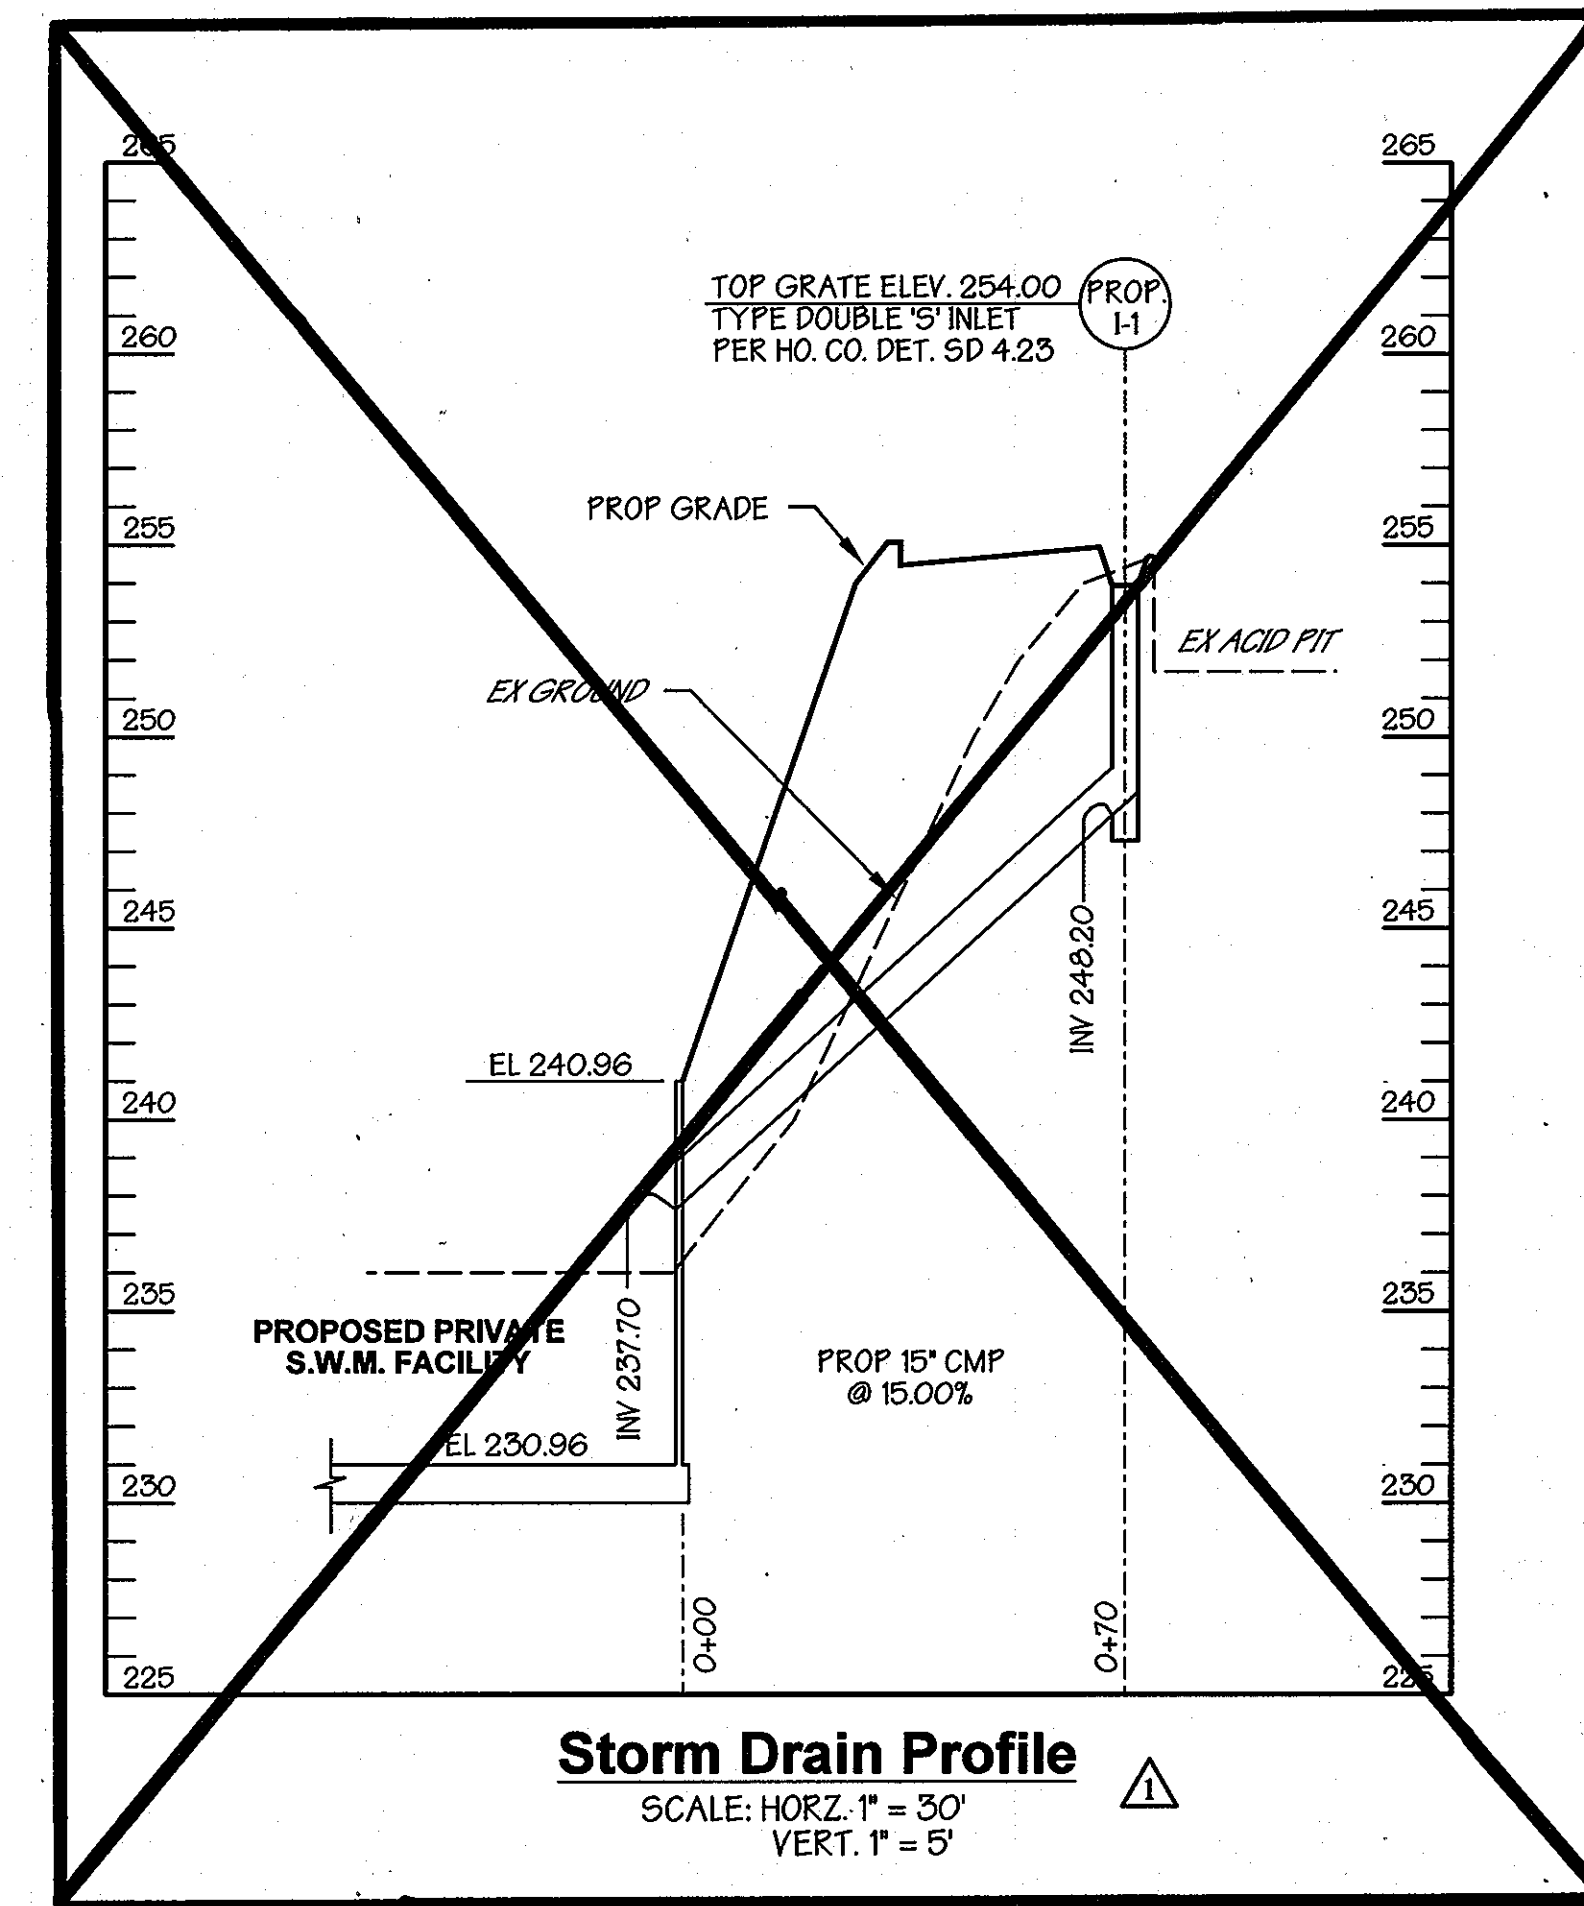 265
265
TOP GRATE ELEV. 254.00
TYPE DOUBLE 'S' INLET
PER HO. CO. DET. SD 4.23
PROP.
I-1
260
260
PROP GRADE
255
255
EX ACID PIT
EX GROUND
250
250
245
245
INV 248.20
EL 240.96
240
240
235
235
PROPOSED PRIVATE
S.W.M. FACILITY
INV 237.70
PROP 15" CMP
@ 15.00%
EL 230.96
230
230
0+00
0+70
225
225
Storm Drain Profile
1
SCALE: HORZ. 1" = 30'
VERT. 1" = 5'